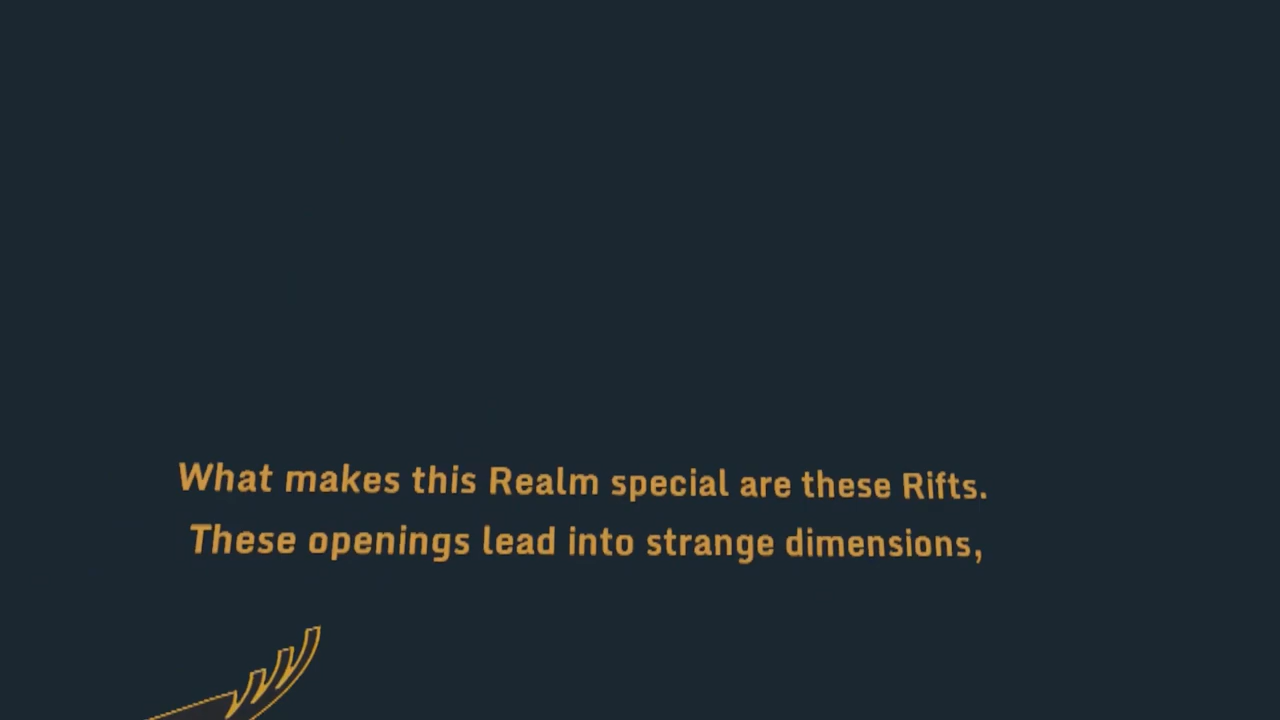 What makes this Realm special are these Rifts.
These openings lead into strange dimensions,